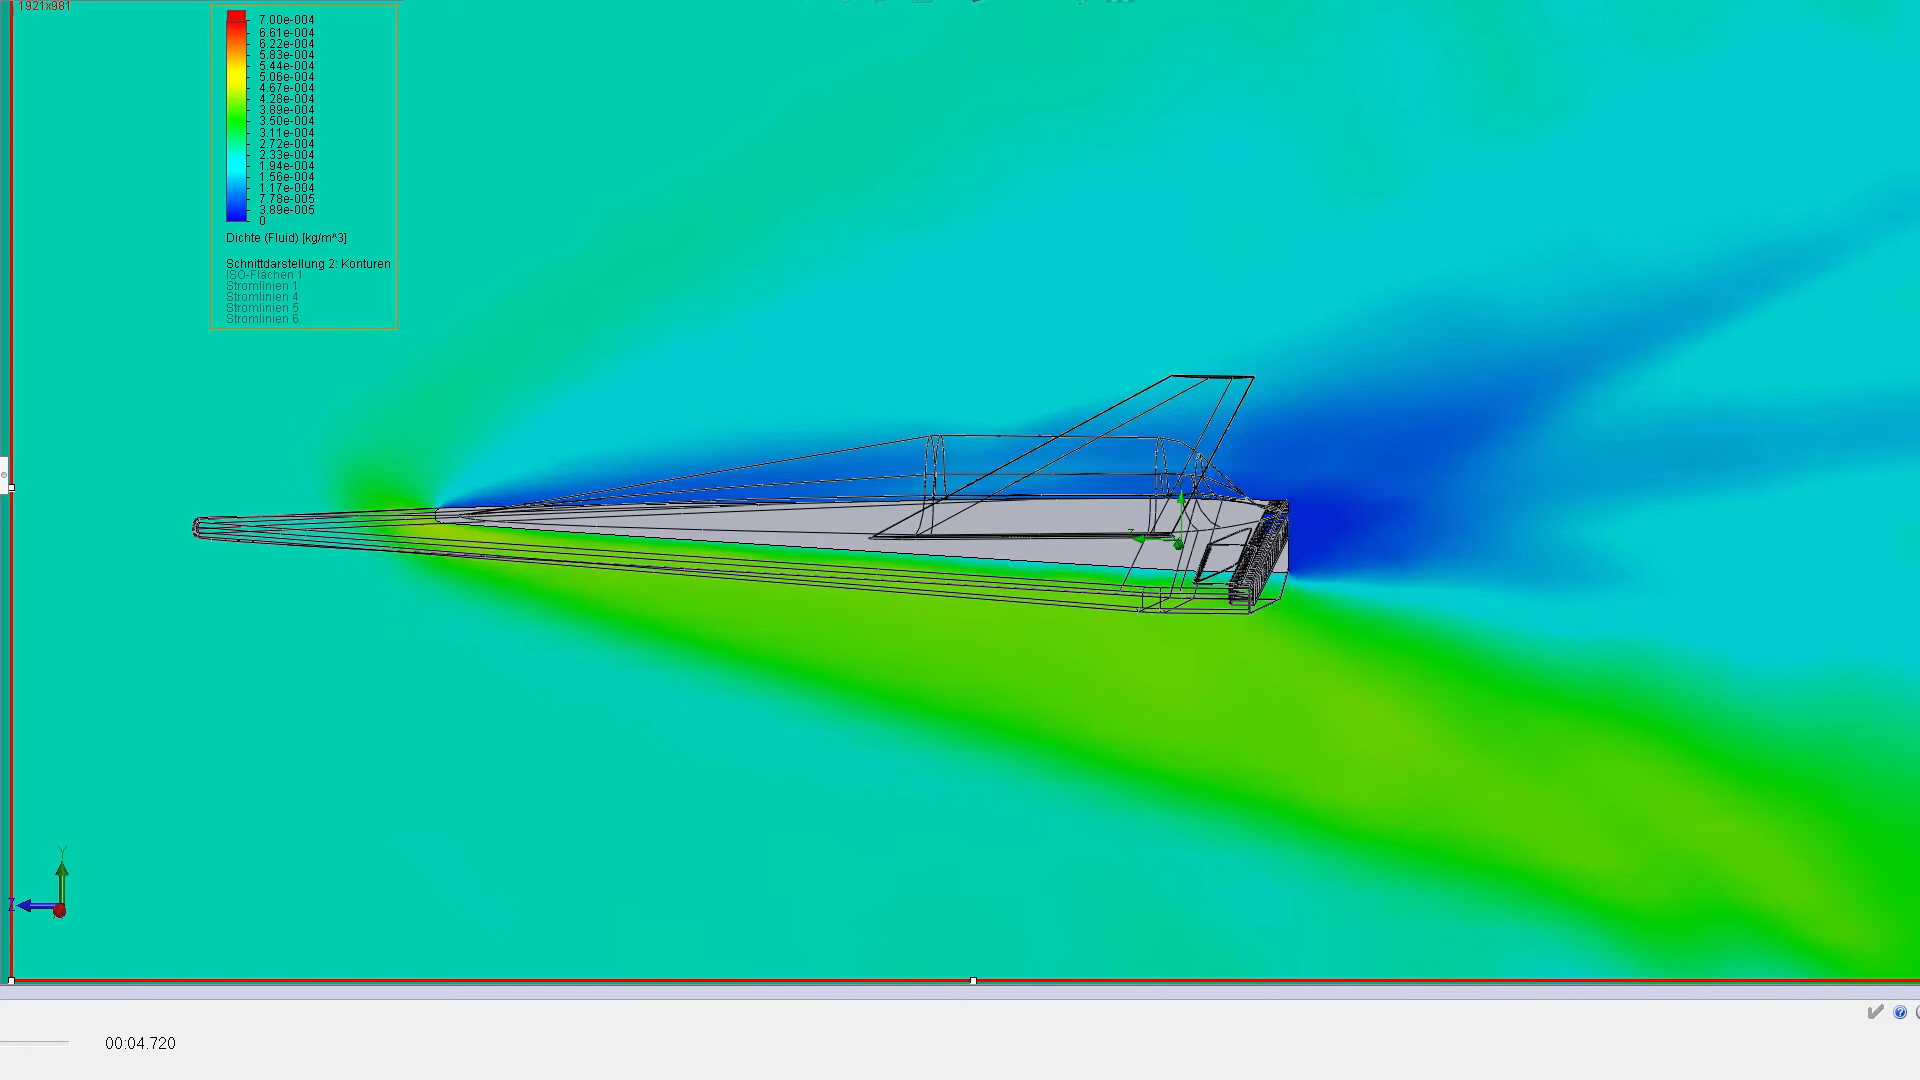 1921x981
7.00e-004
6.61e-004
6.22e-004
5.83e-004
5.44e-004
5.06e-004
4.67e-004
4.28e-004
3.89e-004
3.50e-004
3.11e-004
2.72e-004
2.33e-004
1.94e-004
1.56e-004
1.17e-004
7.78e-005
3.89e-005
0
Dichte (Fluid) [kg/m^3]
Schnittdarstellung 2: Konturen
ISO-Flächen 1
Stromlinien 1
Stromlinien 4
Stromlinien 5
Stromlinien 6
Z
Y
Z
00:04.720